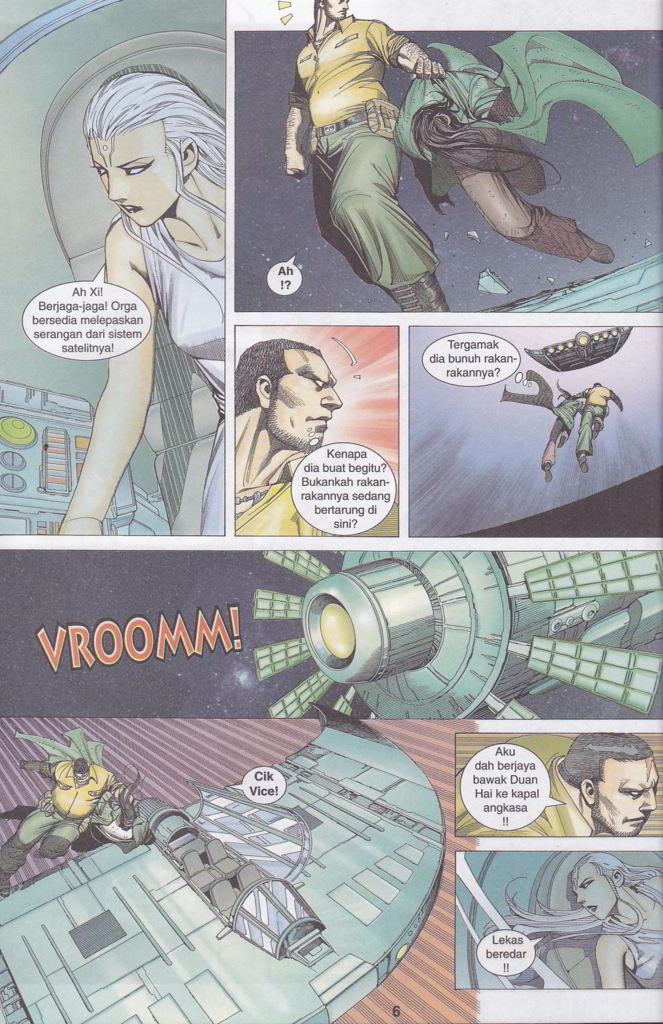 Ah Xi!
Berjaga-jaga! Orga
bersedia melepaskan
serangan dari sistem
satelitnya!
Ah
!?
Kenapa
dia buat begitu?
Bukankah rakan-
rakannya sedang
bertarung di
sini?
Tergamak
dia bunuh rakan-
rakannya?
VROOMM!
Cik
Vice!
Aku
dah berjaya
bawak Duan
Hai ke kapal
angkasa
!!
Lekas
beredar
!!
6